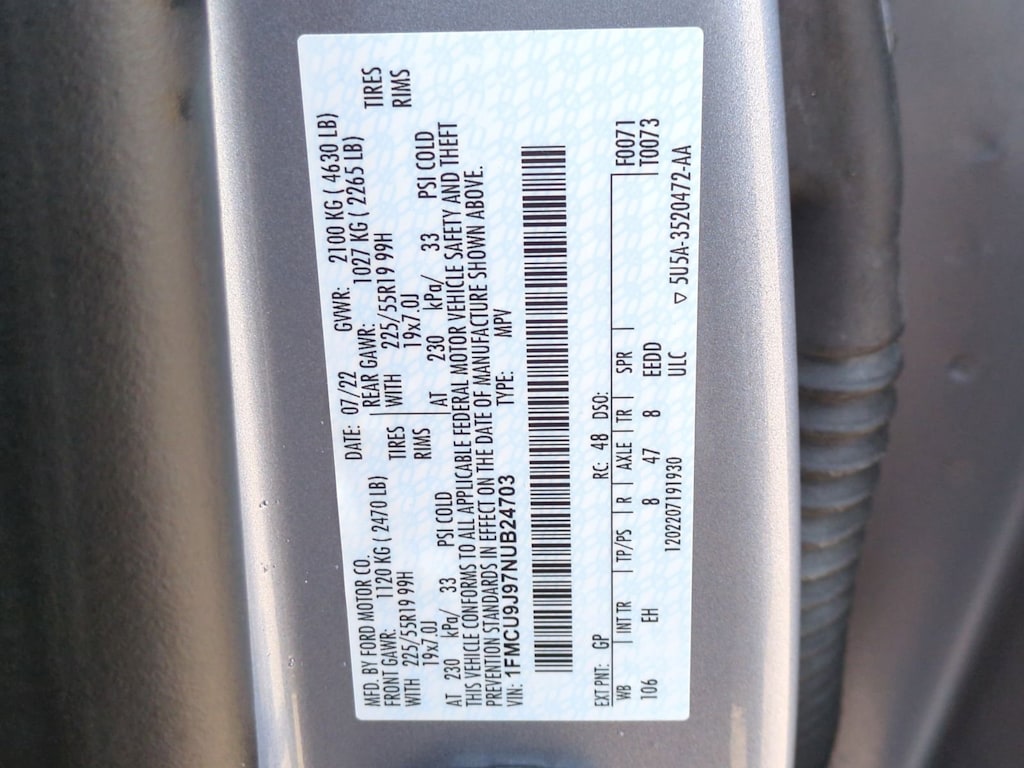 MFD. BY FORD MOTOR CO. DATE: 07/22 GVWR: 2100 KG ( 4630 LB)
FRONT GAWR: 1120 KG ( 2470 LB) REAR GAWR: 1027 KG ( 2265 LB)
WITH 225/55R19 99H TIRES WITH 225/55R19 99H TIRES
19x7.0J RIMS 19x7.0J RIMS
AT 230 kPa/ 33 PSI COLD AT 230 kPa/ 33 PSI COLD
THIS VEHICLE CONFORMS TO ALL APPLICABLE FEDERAL MOTOR VEHICLE SAFETY AND THEFT
PREVENTION STANDARDS IN EFFECT ON THE DATE OF MANUFACTURE SHOWN ABOVE.
VIN: 1FMCU9J97NUB24703 TYPE: MPV
EXT PNT: GP RC: 48 DSO:
WB INT TR TP/PS R AXLE TR SPR F0071
106 EH 8 47 8 EEDD T0073
12022071919​30 ULC
5U5A-3520472-AA